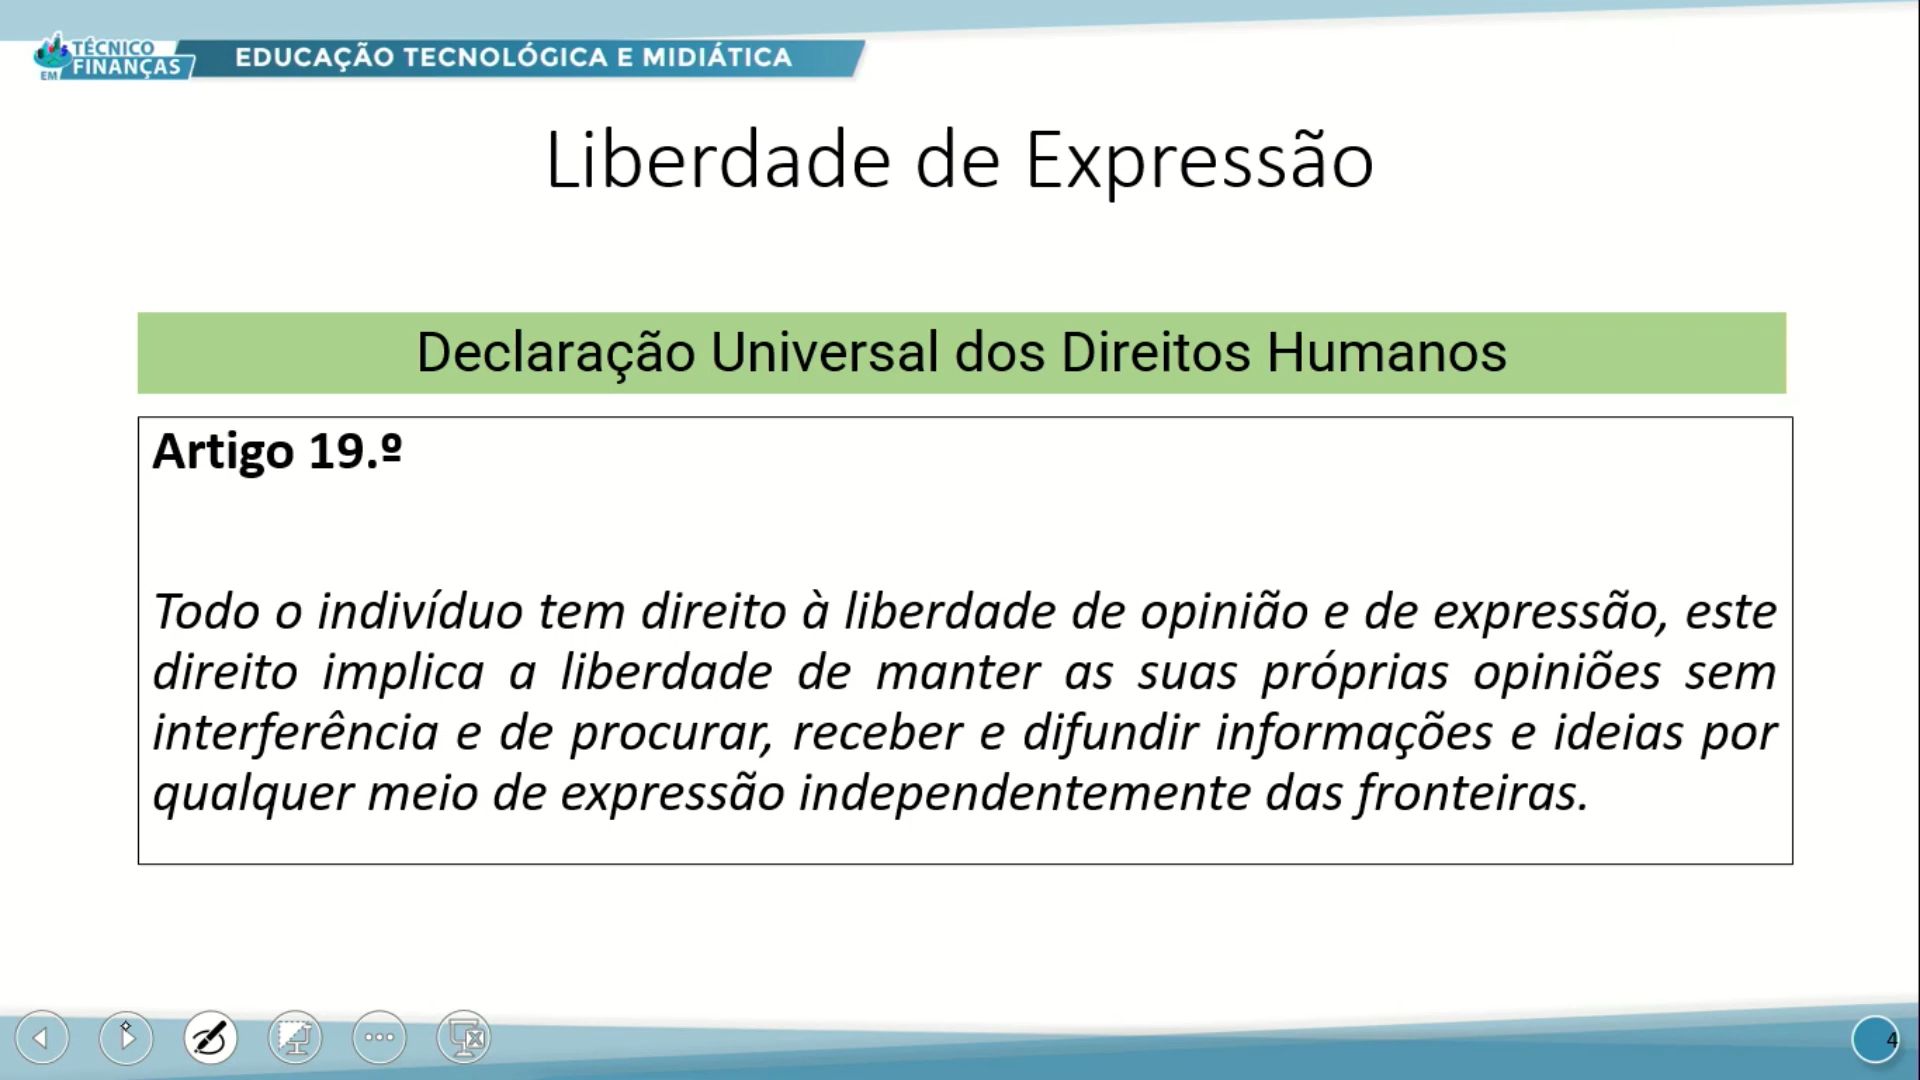 TÉCNICO
EM FINANÇAS
EDUCAÇÃO TECNOLÓGICA E MIDIÁTICA
Liberdade de Expressão
Declaração Universal dos Direitos Humanos
Artigo 19.º
Todo o indivíduo tem direito à liberdade de opinião e de expressão, este
direito implica a liberdade de manter as suas próprias opiniões sem
interferência e de procurar, receber e difundir informações e ideias por
qualquer meio de expressão independentemente das fronteiras.
4